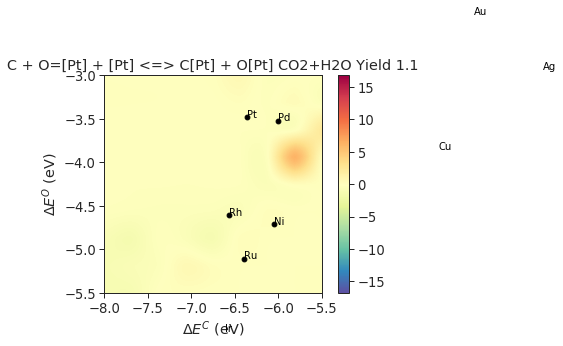 Au
C + O=[Pt] + [Pt] <=> C[Pt] + O[Pt] CO2+H2O Yield 1.1
Ag
−3.0
−3.5
−4.0
−4.5
−5.0
−5.5
ΔE^O (eV)
Pt
Pd
Cu
Rh
Ni
Ru
−8.0 −7.5 −7.0 −6.5 −6.0 −5.5
ΔE^C (eV)
Ir
15
10
5
0
−5
−10
−15